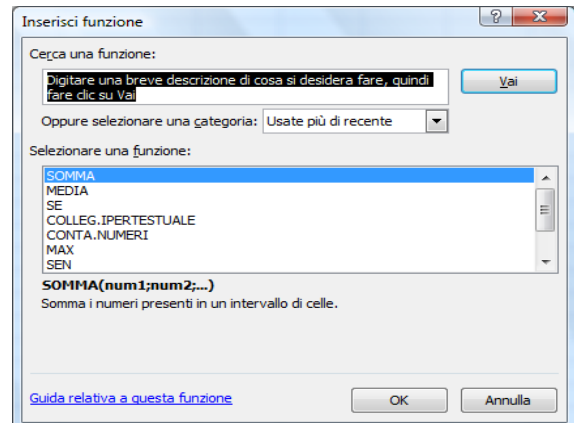 Inserisci funzione
Cerca una funzione:
Digitare una breve descrizione di cosa si desidera fare, quindi
fare clic su Vai
Vai
Oppure selezionare una categoria: Usate più di recente
Selezionare una funzione:
SOMMA
MEDIA
SE
COLLEG.IPERTESTUALE
CONTA.NUMERI
MAX
SEN
SOMMA(num1;num2;...)
Somma i numeri presenti in un intervallo di celle.
Guida relativa a questa funzione
OK
Annulla